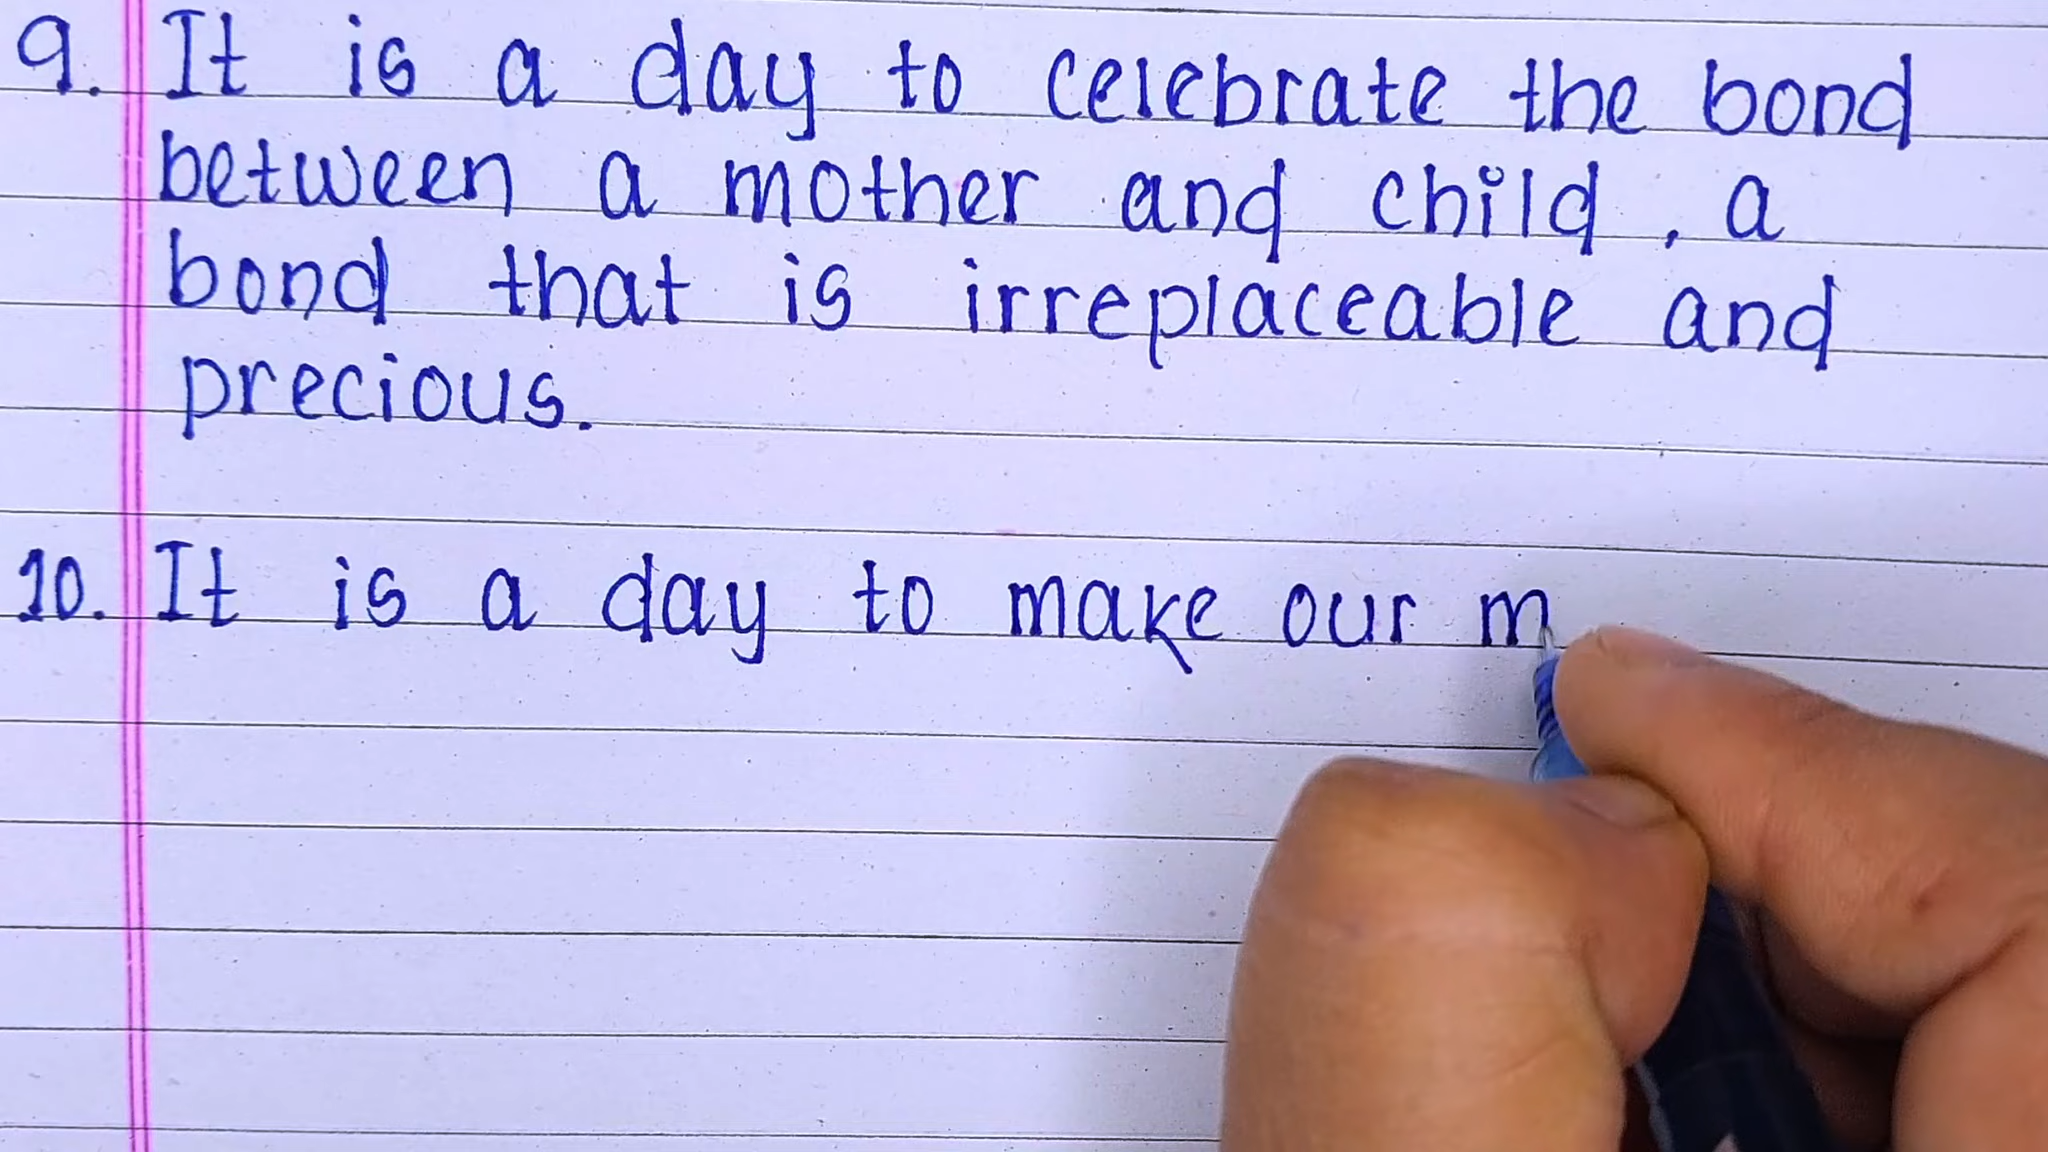 9. It is a day to celebrate the bond
between a mother and child, a
bond that is irreplaceable and
precious.
10. It is a day to make our m